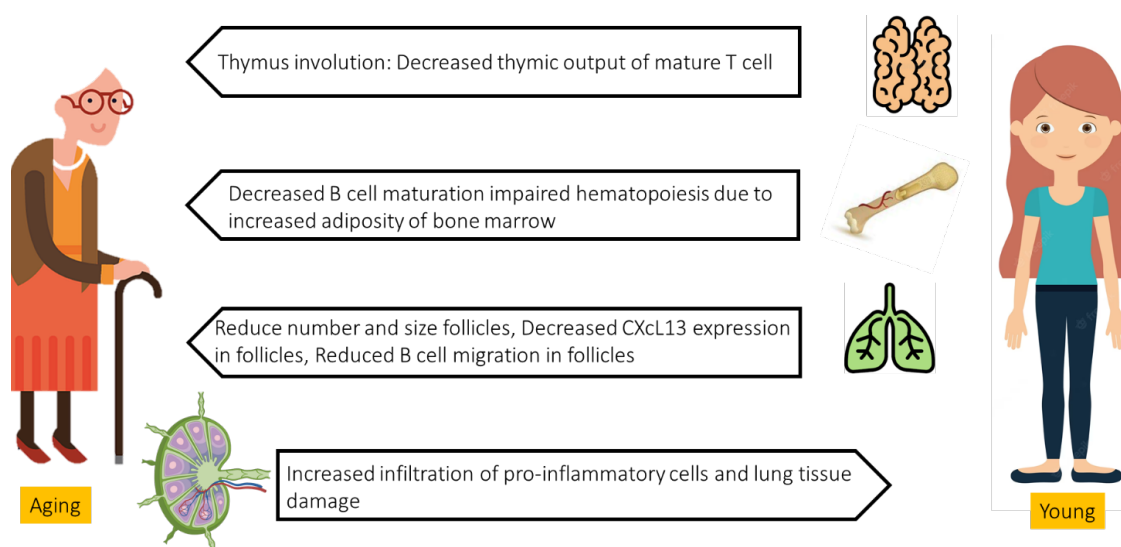 Thymus involution: Decreased thymic output of mature T cell
Decreased B cell maturation impaired hematopoiesis due to
increased adiposity of bone marrow
Reduce number and size follicles, Decreased CXcL13 expression
in follicles, Reduced B cell migration in follicles
Increased infiltration of pro-inflammatory cells and lung tissue
damage
Aging
Young